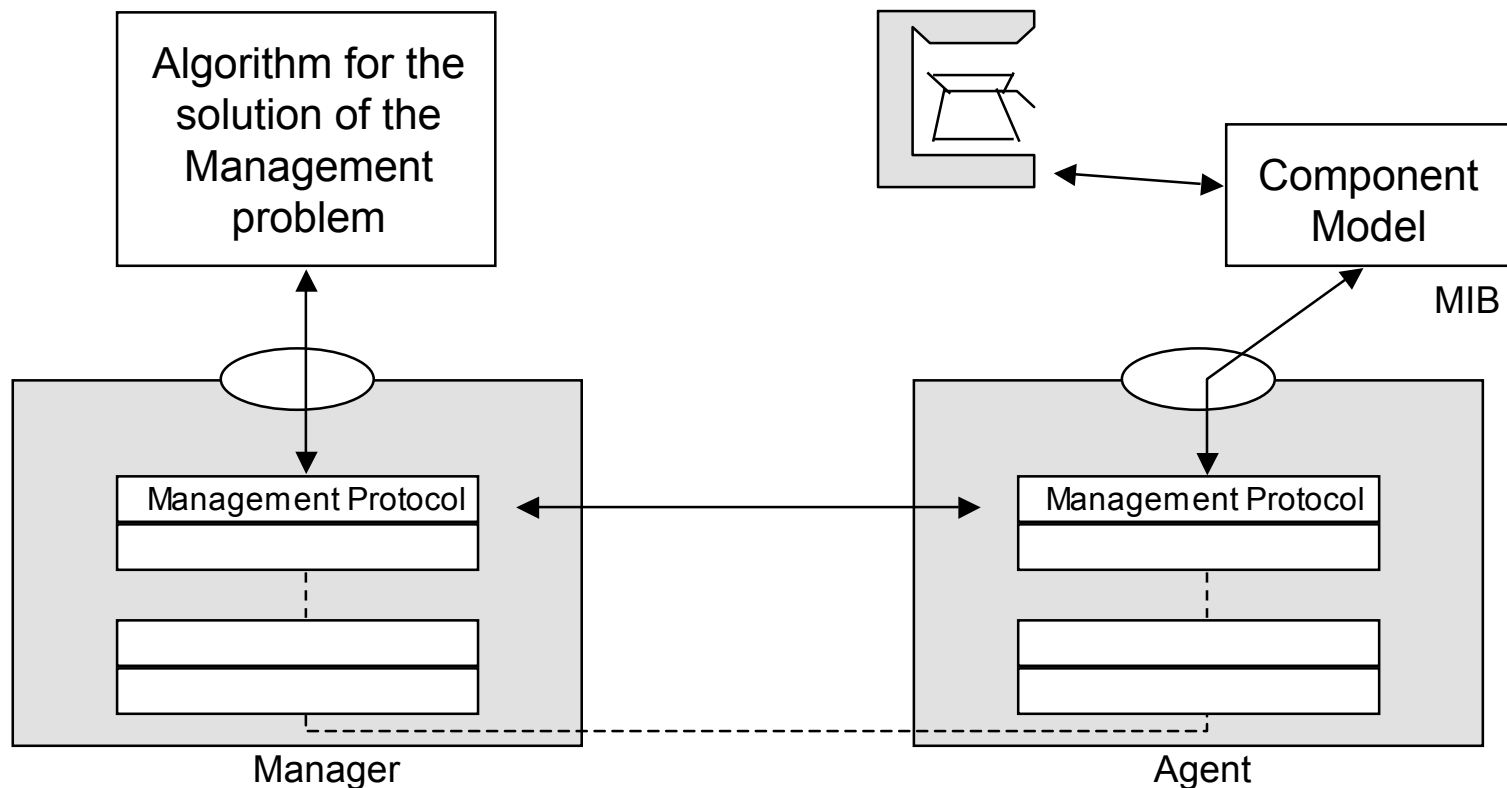 Algorithm for the
solution of the
Management
problem
Component
Model
MIB
Management Protocol
Management Protocol
Manager
Agent